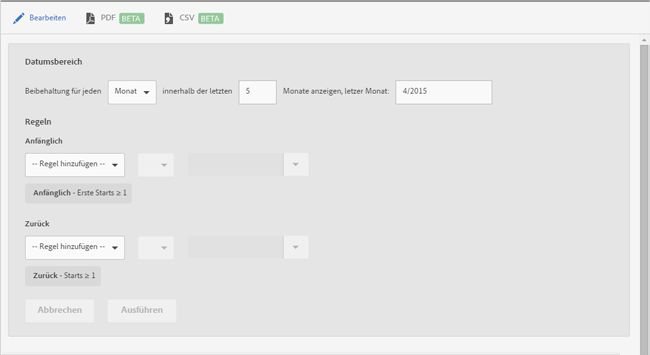 Bearbeiten PDF BETA CSV BETA
Datumsbereich
Beibehaltung für jeden Monat innerhalb der letzten 5 Monate anzeigen, letzer Monat: 4/2015
Regeln
Anfänglich
-- Regel hinzufügen --
Anfänglich - Erste Starts ≥ 1
Zurück
-- Regel hinzufügen --
Zurück - Starts ≥ 1
Abbrechen Ausführen